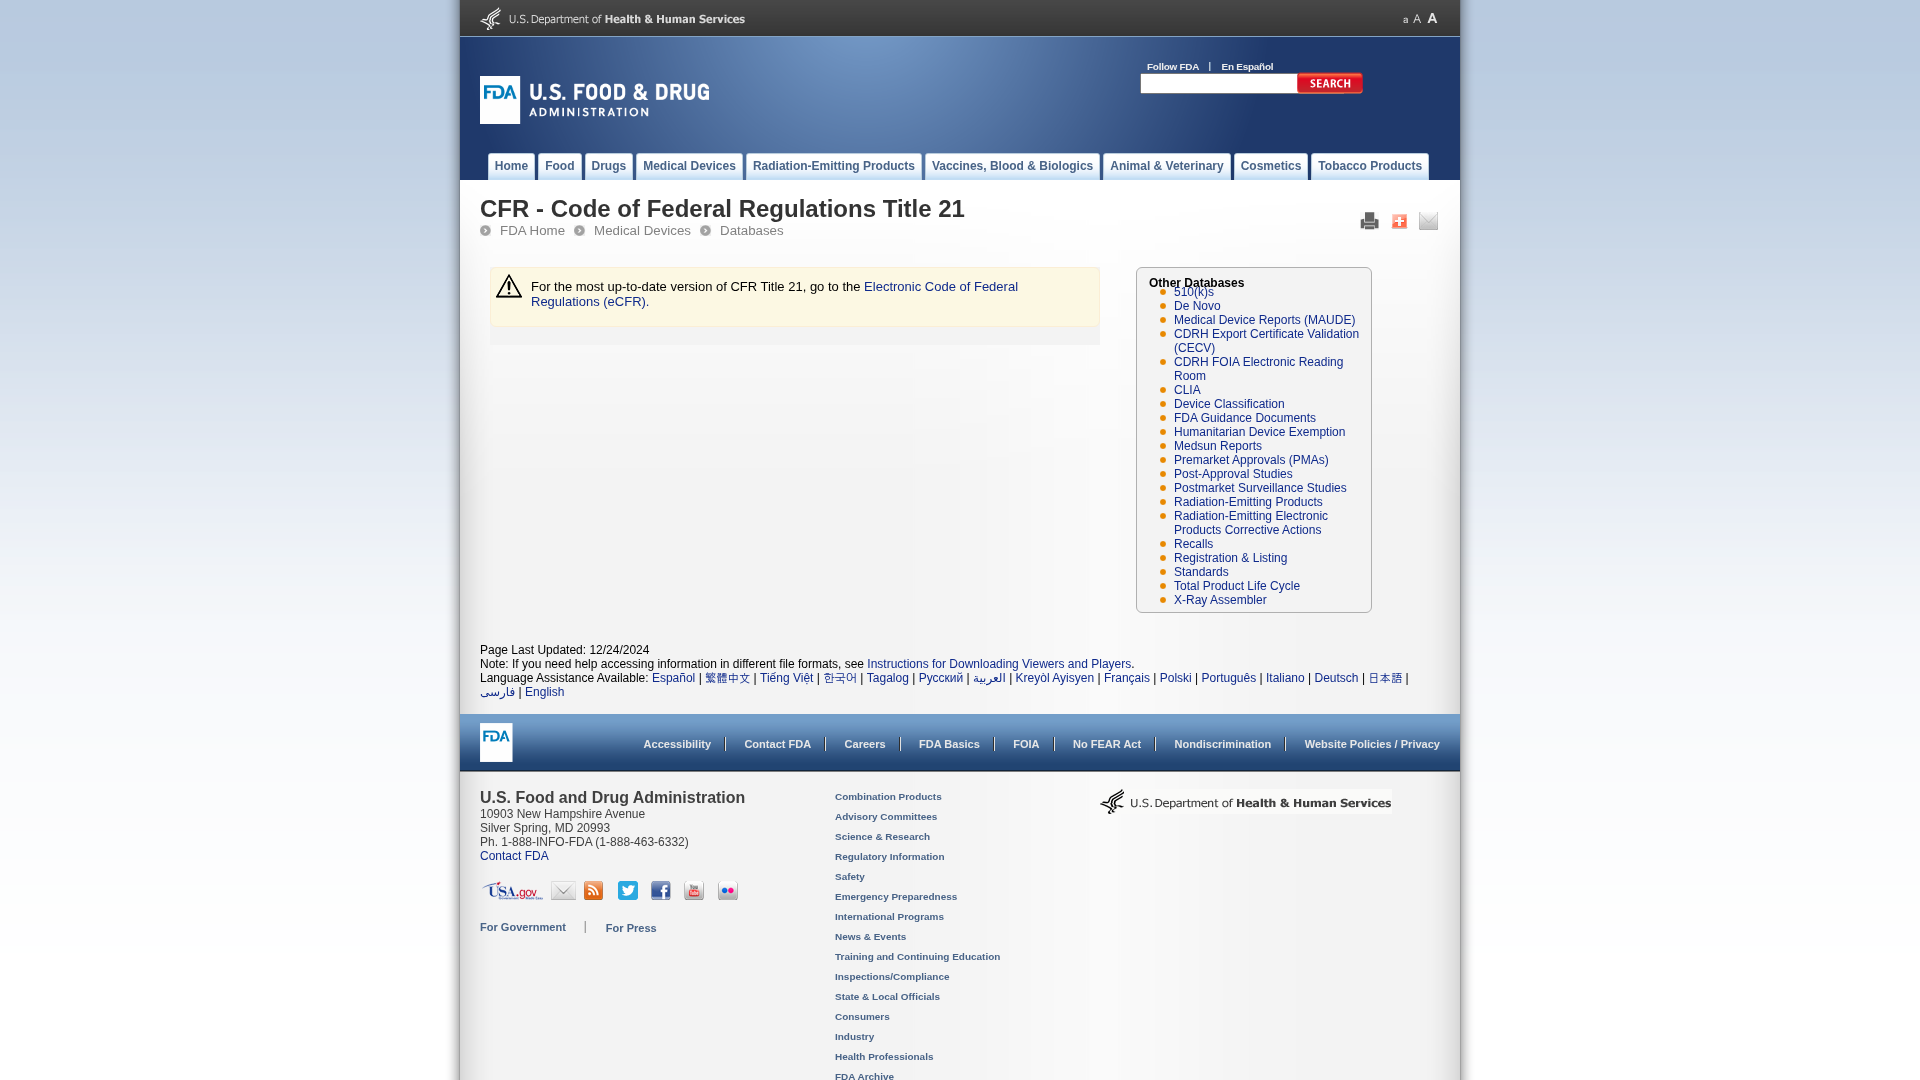 U.S. Department of Health & Human Services
a A A
Follow FDA | En Español
SEARCH
FDA U.S. FOOD & DRUG
ADMINISTRATION
Home Food Drugs Medical Devices Radiation-Emitting Products Vaccines, Blood & Biologics Animal & Veterinary Cosmetics Tobacco Products
CFR - Code of Federal Regulations Title 21
FDA Home Medical Devices Databases
For the most up-to-date version of CFR Title 21, go to the Electronic Code of Federal
Regulations (eCFR).
Other Databases
510(k)s
De Novo
Medical Device Reports (MAUDE)
CDRH Export Certificate Validation
(CECV)
CDRH FOIA Electronic Reading
Room
CLIA
Device Classification
FDA Guidance Documents
Humanitarian Device Exemption
Medsun Reports
Premarket Approvals (PMAs)
Post-Approval Studies
Postmarket Surveillance Studies
Radiation-Emitting Products
Radiation-Emitting Electronic
Products Corrective Actions
Recalls
Registration & Listing
Standards
Total Product Life Cycle
X-Ray Assembler
Page Last Updated: 12/24/2024
Note: If you need help accessing information in different file formats, see Instructions for Downloading Viewers and Players.
Language Assistance Available: Español | 繁體中文 | Tiếng Việt | 한국어 | Tagalog | Русский | العربية | Kreyòl Ayisyen | Français | Polski | Português | Italiano | Deutsch | 日本語 |
فارسی | English
FDA
Accessibility Contact FDA Careers FDA Basics FOIA No FEAR Act Nondiscrimination Website Policies / Privacy
U.S. Food and Drug Administration
10903 New Hampshire Avenue
Silver Spring, MD 20993
Ph. 1-888-INFO-FDA (1-888-463-6332)
Contact FDA
USA.gov
You Tube
For Government | For Press
Combination Products
Advisory Committees
Science & Research
Regulatory Information
Safety
Emergency Preparedness
International Programs
News & Events
Training and Continuing Education
Inspections/Compliance
State & Local Officials
Consumers
Industry
Health Professionals
FDA Archive
U.S. Department of Health & Human Services